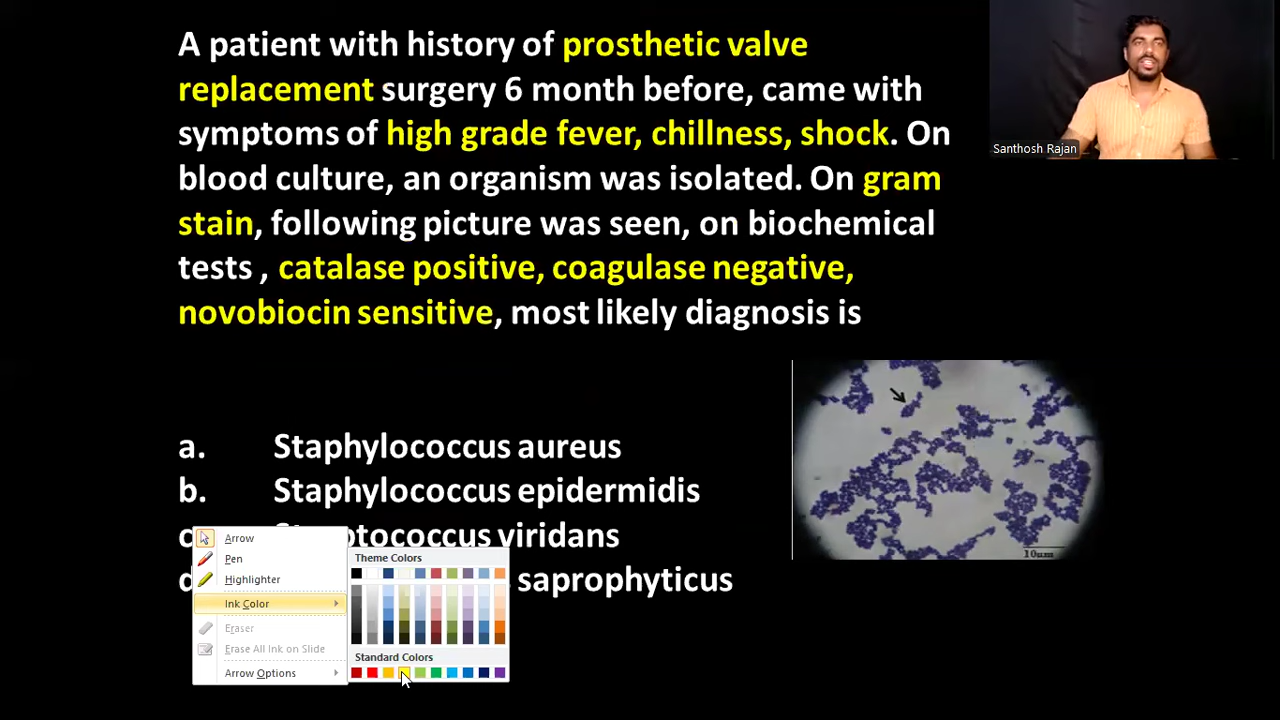 A patient with history of prosthetic valve
replacement surgery 6 month before, came with
symptoms of high grade fever, chillness, shock. On
blood culture, an organism was isolated. On gram
stain, following picture was seen, on biochemical
tests , catalase positive, coagulase negative,
novobiocin sensitive, most likely diagnosis is
Santhosh Rajan
a. Staphylococcus aureus
b. Staphylococcus epidermidis
viridans
saprophyticus
10um
Arrow
Pen
Highlighter
Ink Color
Eraser
Erase All Ink on Slide
Arrow Options
Theme Colors
Standard Colors